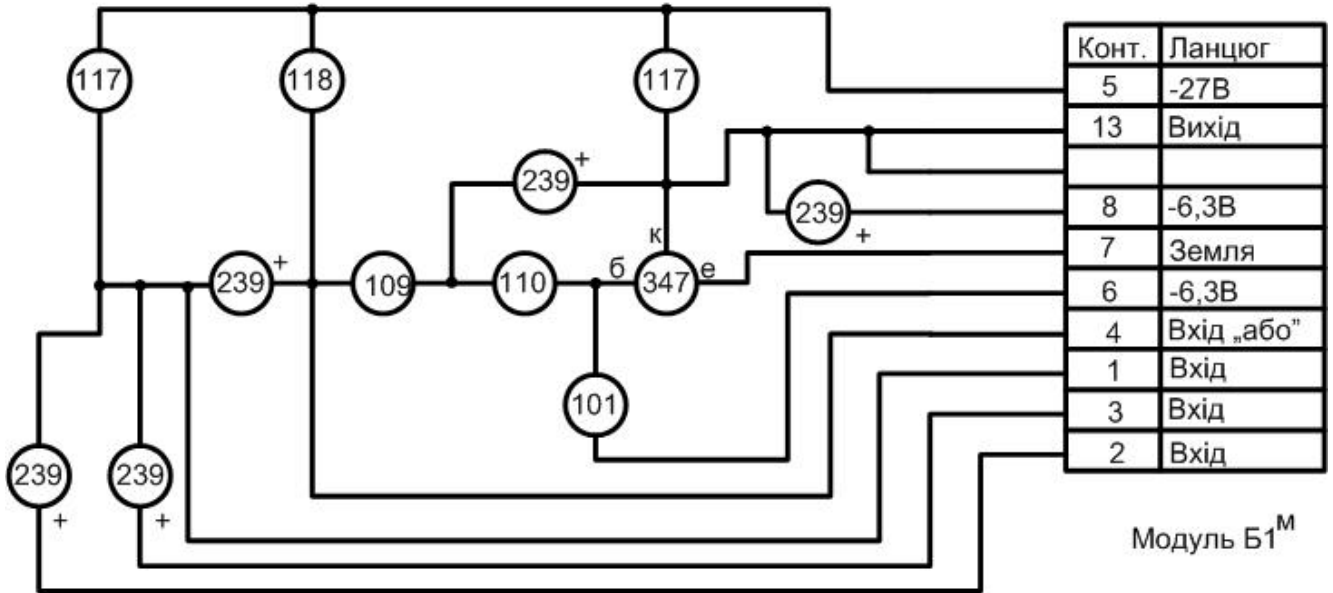 117
118
117
239 +
239 +
239 +
109
110
к
б
347
е
101
239 +
239 +
Конт. Ланцюг
5 -27В
13 Вихід
8 -6,3В
7 Земля
6 -6,3В
4 Вхід „або”
1 Вхід
3 Вхід
2 Вхід
Модуль Б1ᴹ